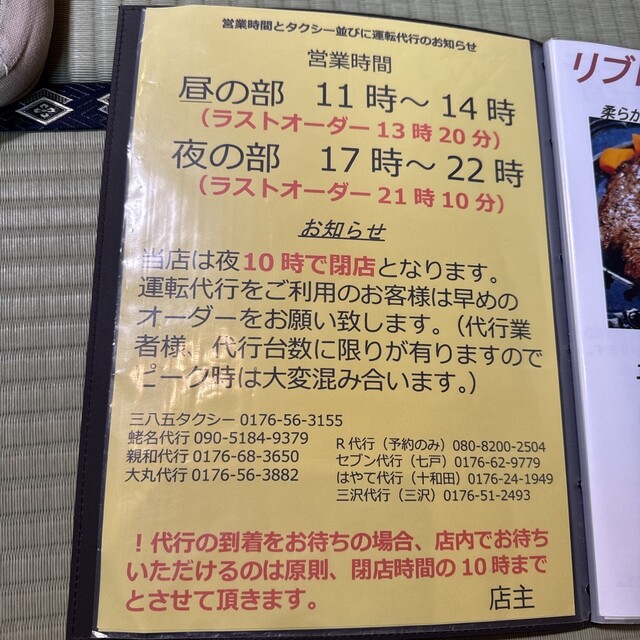 営業時間とタクシー並びに運転代行のお知らせ
営業時間
昼の部 11時～14時
（ラストオーダー13時20分）
夜の部 17時～22時
（ラストオーダー21時10分）
お知らせ
当店は夜10時で閉店となります。
運転代行をご利用のお客様は早めの
オーダーをお願い致します。（代行業
者様、代行台数に限りが有りますので
ピーク時は大変混み合います。）
三八五タクシー 0176-56-3155
蛯名代行 090-5184-9379
親和代行 0176-68-3650
大丸代行 0176-56-3882
R代行（予約のみ）080-8200-2504
セブン代行（七戸）0176-62-9779
はやて代行（十和田）0176-24-1949
三沢代行（三沢）0176-51-2493
！代行の到着をお待ちの場合、店内でお待ち
いただけるのは原則、閉店時間の10時まで
とさせて頂きます。
店主
リブ
柔らか